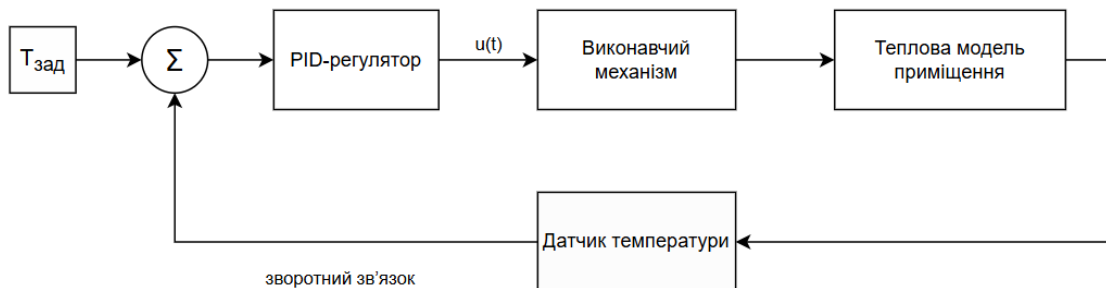 Tзад
Σ
PID-регулятор
u(t)
Виконавчий
механізм
Теплова модель
приміщення
Датчик температури
зворотний зв'язок